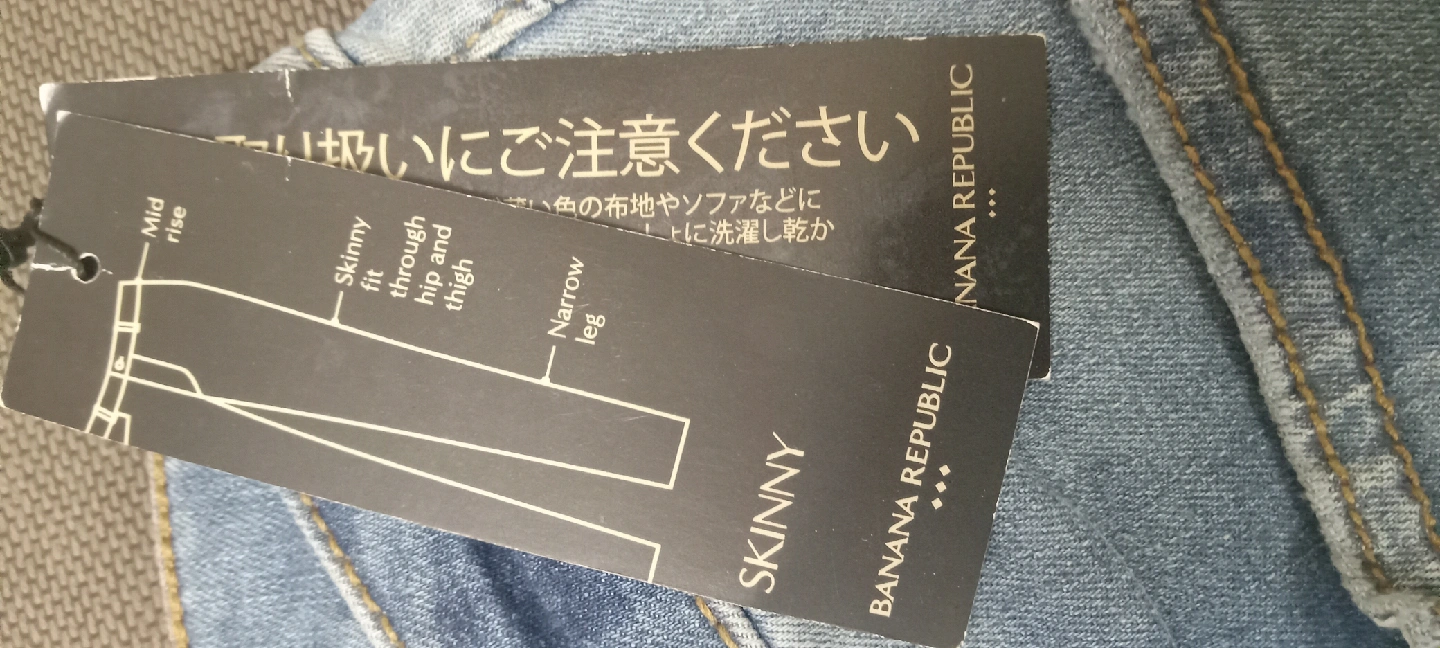 取り扱いにご注意ください
い色の布地やソファなどに
に洗濯し乾か
BANANA REPUBLIC
Mid
rise
Skinny
fit
through
hip and
thigh
Narrow
leg
SKINNY
BANANA REPUBLIC